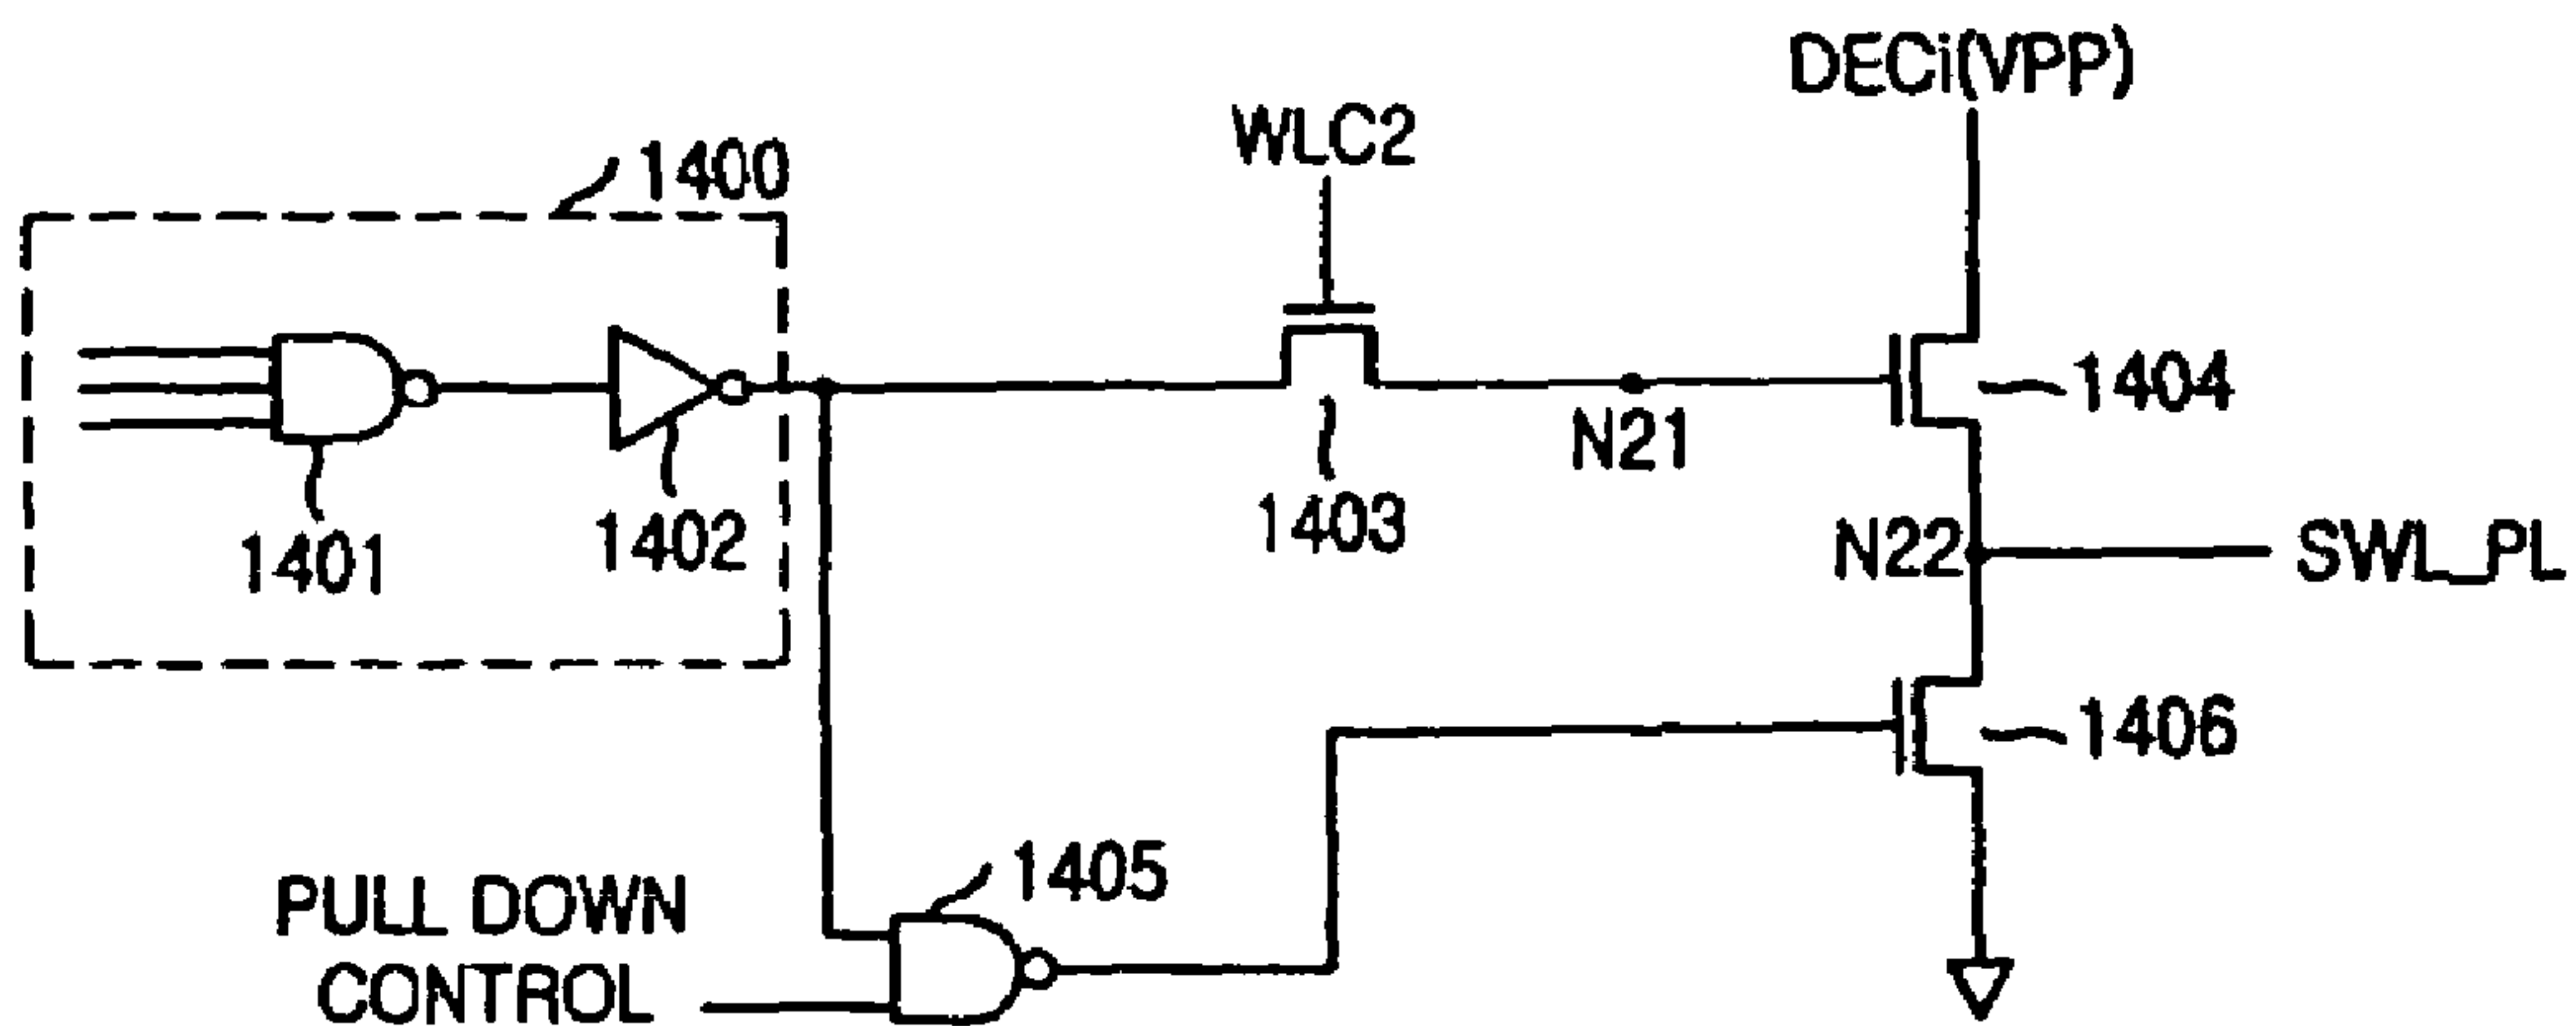 DECi(VPP)
WLC2
1400
1404
N21
1403
1401
1402
N22
SWL_PL
1406
1405
PULL DOWN
CONTROL